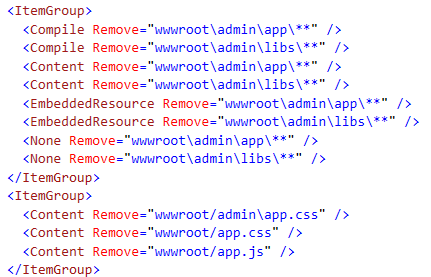 <ItemGroup>
  <Compile Remove="wwwroot\admin\app\**" />
  <Compile Remove="wwwroot\admin\libs\**" />
  <Content Remove="wwwroot\admin\app\**" />
  <Content Remove="wwwroot\admin\libs\**" />
  <EmbeddedResource Remove="wwwroot\admin\app\**" />
  <EmbeddedResource Remove="wwwroot\admin\libs\**" />
  <None Remove="wwwroot\admin\app\**" />
  <None Remove="wwwroot\admin\libs\**" />
</ItemGroup>
<ItemGroup>
  <Content Remove="wwwroot/admin\app.css" />
  <Content Remove="wwwroot/app.css" />
  <Content Remove="wwwroot/app.js" />
</ItemGroup>